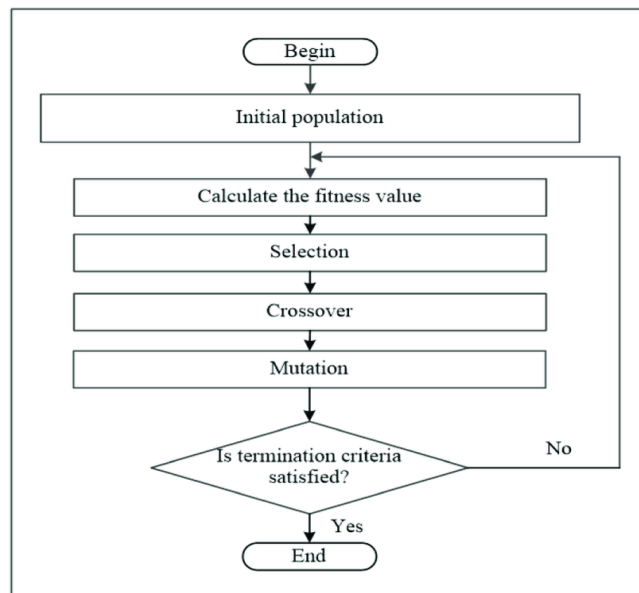 Begin
Initial population
Calculate the fitness value
Selection
Crossover
Mutation
Is termination criteria
satisfied?
No
Yes
End